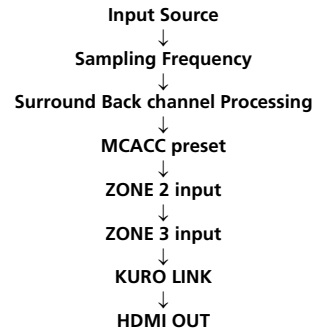 Input Source
↓
Sampling Frequency
↓
Surround Back channel Processing
↓
MCACC preset
↓
ZONE 2 input
↓
ZONE 3 input
↓
KURO LINK
↓
HDMI OUT